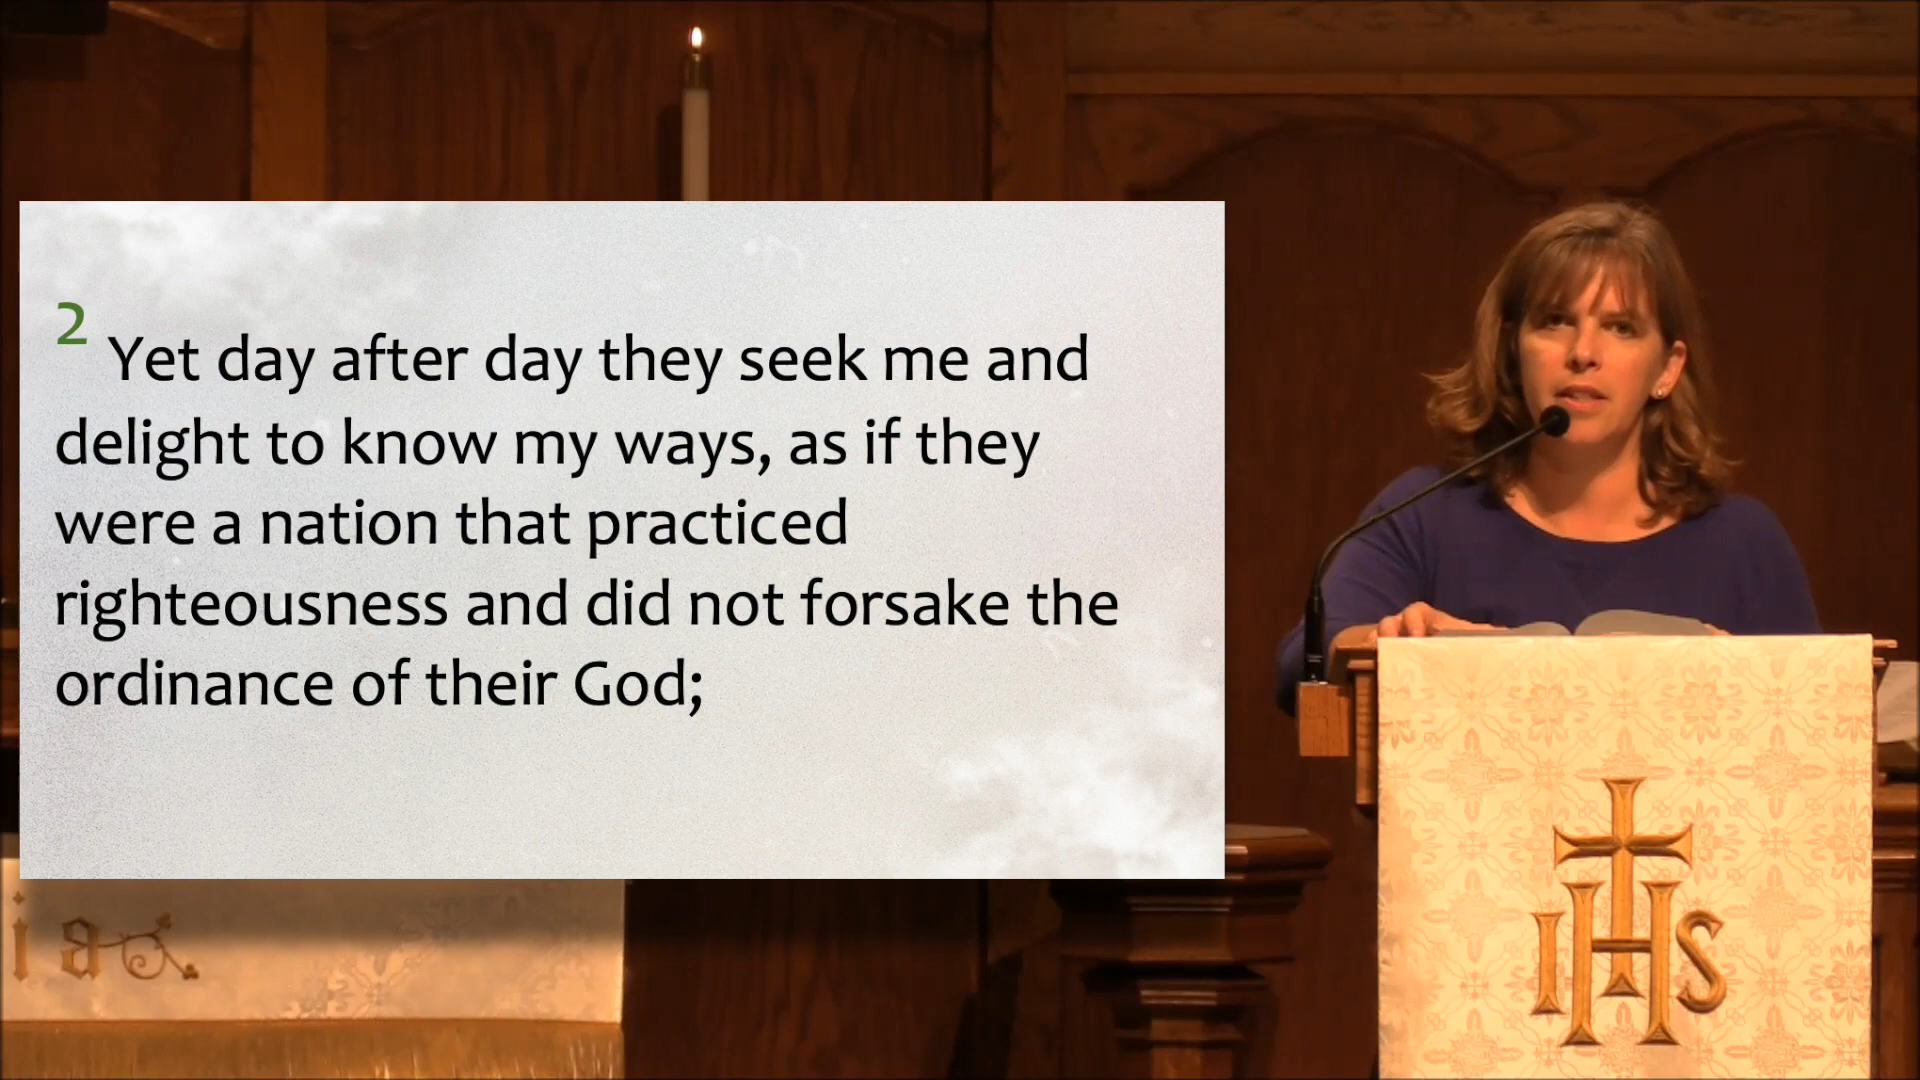 2 Yet day after day they seek me and
delight to know my ways, as if they
were a nation that practiced
righteousness and did not forsake the
ordinance of their God;
ia
IHS